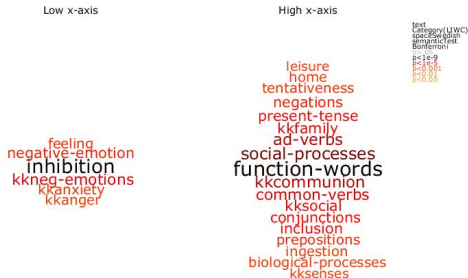 Low x-axis
High x-axis
text
Category(LIWC)
spaceSwedish
semanticTest
Bonferroni
p<1e-9
p<1e-5
p<0.001
p<0.01
p<0.05
feeling
negative-emotion
inhibition
kkneg-emotions
kkanxiety
kkanger
leisure
home
tentativeness
negations
present-tense
kkfamily
ad-verbs
social-processes
function-words
kkcommunion
common-verbs
kksocial
conjunctions
inclusion
prepositions
ingestion
biological-processes
kksenses